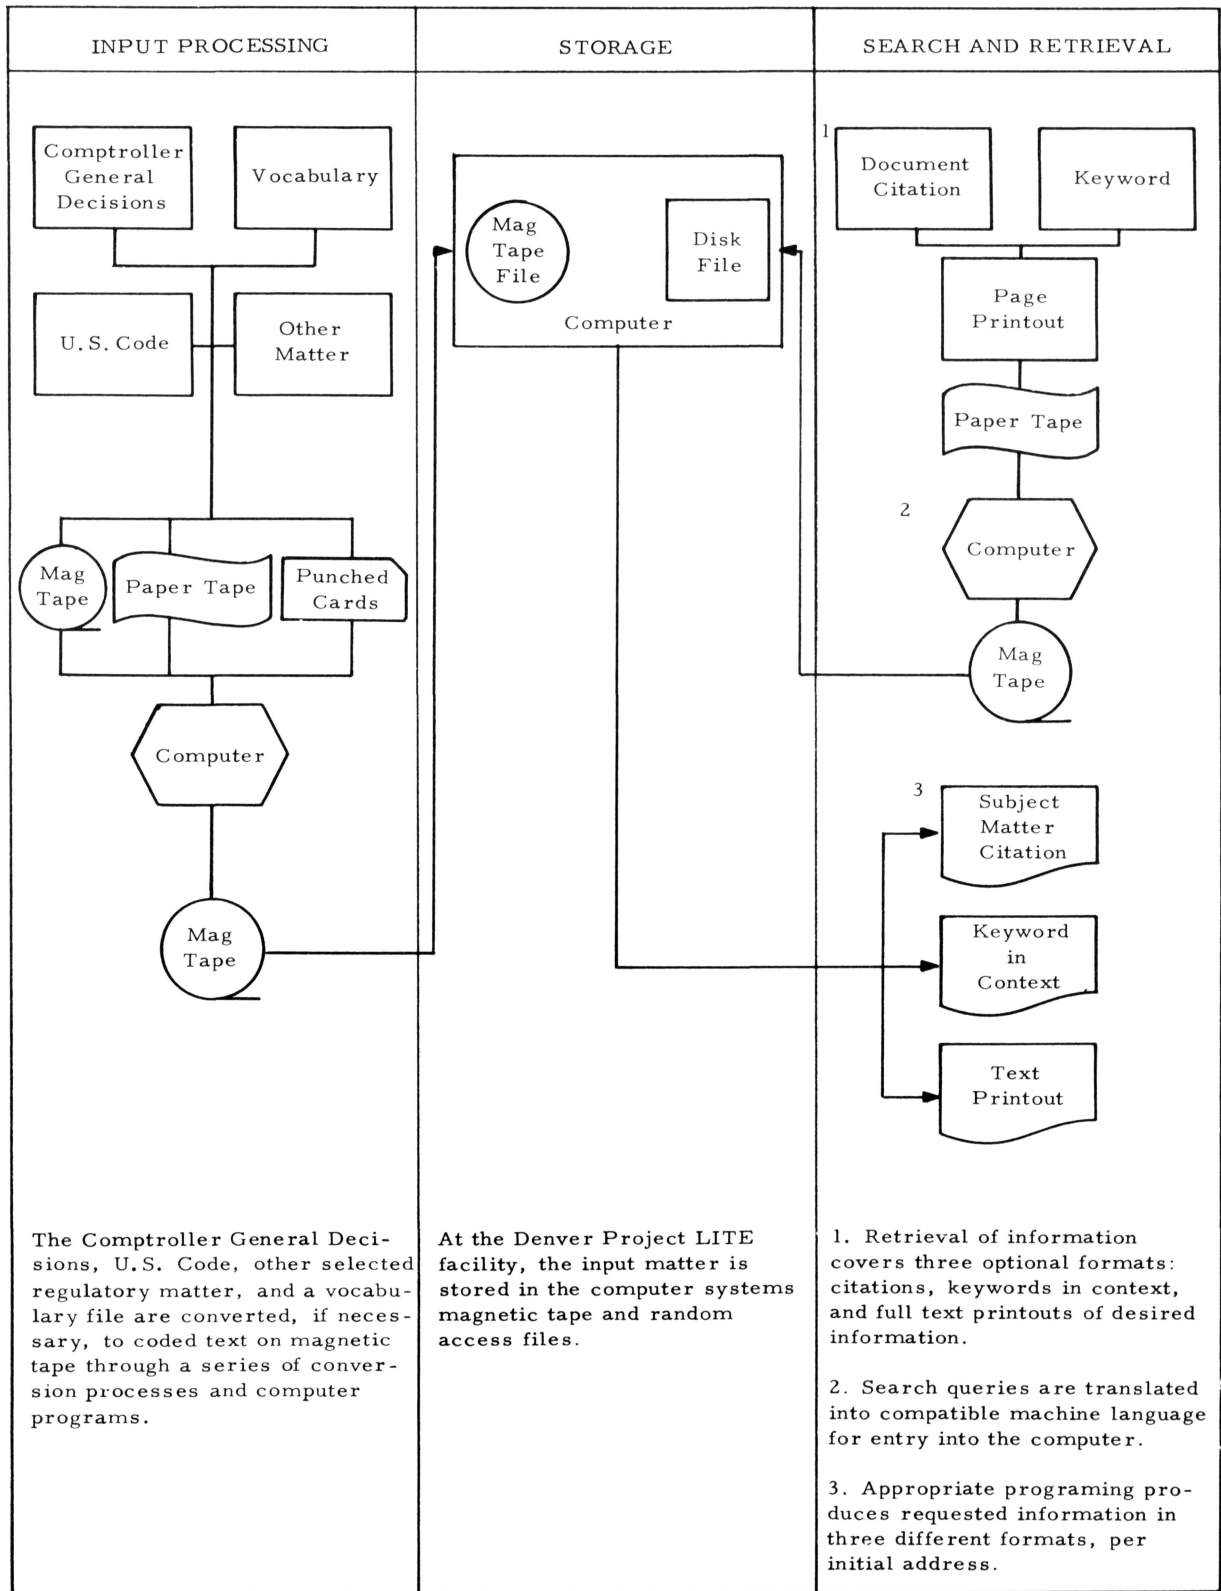 INPUT PROCESSING
STORAGE
SEARCH AND RETRIEVAL
Comptroller
General
Decisions
Vocabulary
U. S. Code
Other
Matter
Mag
Tape
Paper Tape
Punched
Cards
Computer
Mag
Tape
The Comptroller General Deci-
sions, U.S. Code, other selected
regulatory matter, and a vocabu-
lary file are converted, if neces-
sary, to coded text on magnetic
tape through a series of conver-
sion processes and computer
programs.
Mag
Tape
File
Disk
File
Computer
At the Denver Project LITE
facility, the input matter is
stored in the computer systems
magnetic tape and random
access files.
1
Document
Citation
Keyword
Page
Printout
Paper Tape
2
Computer
Mag
Tape
3
Subject
Matter
Citation
Keyword
in
Context
Text
Printout
1. Retrieval of information
covers three optional formats:
citations, keywords in context,
and full text printouts of desired
information.
2. Search queries are translated
into compatible machine language
for entry into the computer.
3. Appropriate programing pro-
duces requested information in
three different formats, per
initial address.